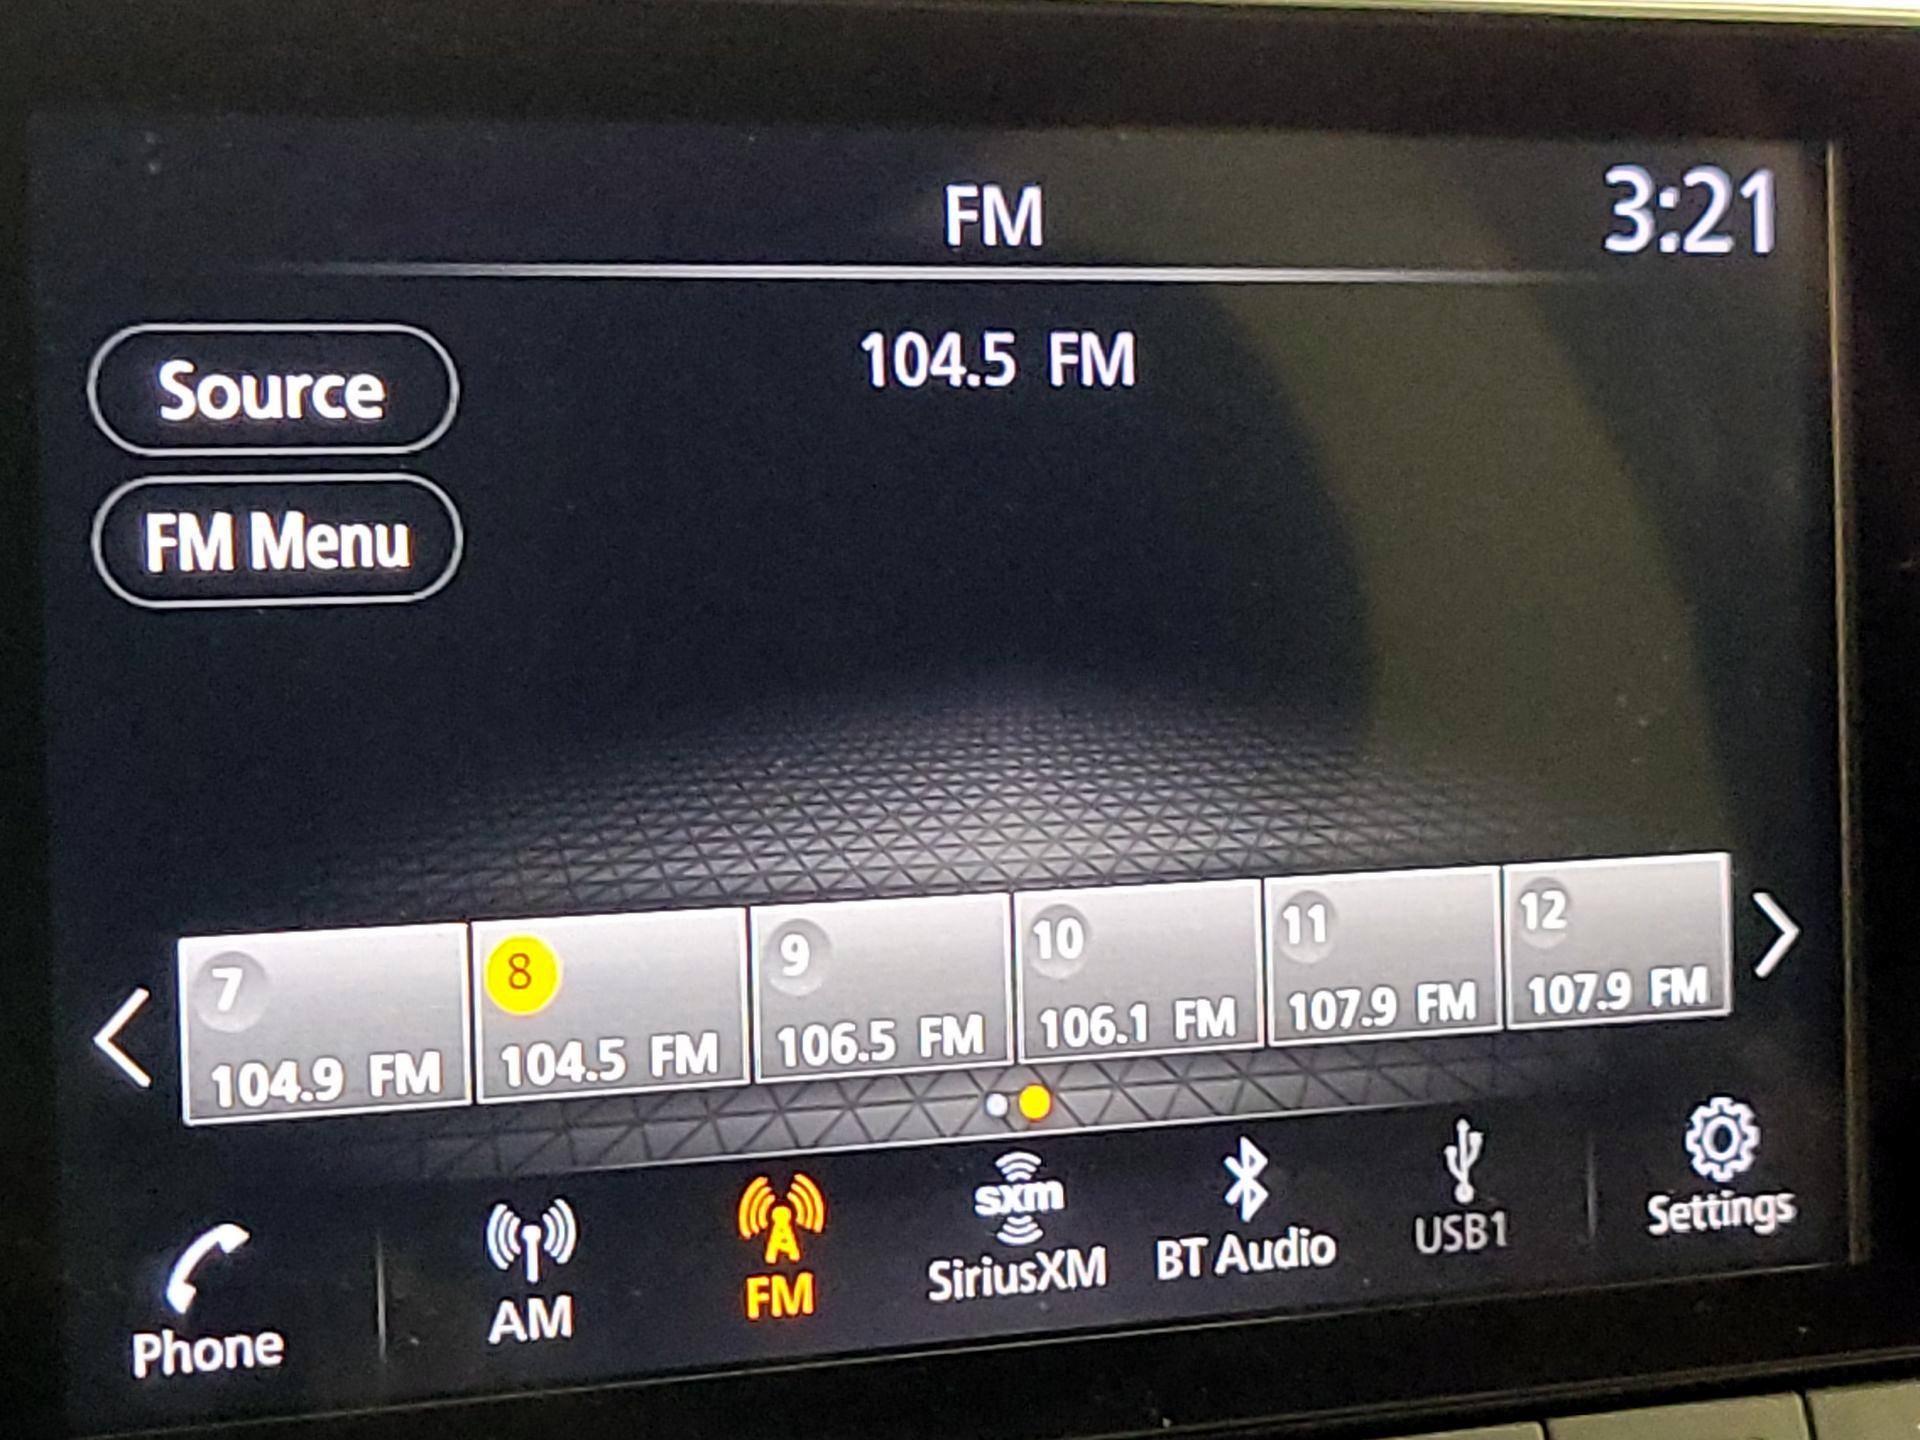 FM
3:21
104.5 FM
Source
FM Menu
7
104.9 FM
8
104.5 FM
9
106.5 FM
10
106.1 FM
11
107.9 FM
12
107.9 FM
Phone
AM
FM
sxm
SiriusXM
BT Audio
USB1
Settings